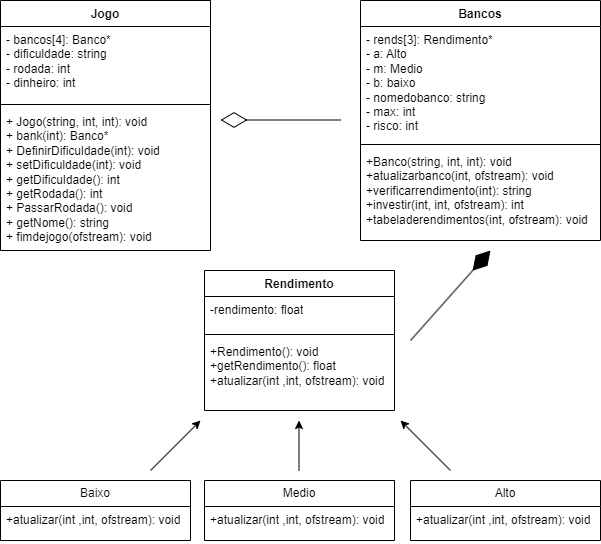 Jogo
- bancos[4]: Banco*
- dificuldade: string
- rodada: int
- dinheiro: int
+ Jogo(string, int, int): void
+ bank(int): Banco*
+ DefinirDificuldade(int): void
+ setDificuldade(int): void
+ getDificuldade(): int
+ getRodada(): int
+ PassarRodada(): void
+ getNome(): string
+ fimdejogo(ofstream): void
Bancos
- rends[3]: Rendimento*
- a: Alto
- m: Medio
- b: baixo
- nomedobanco: string
- max: int
- risco: int
+Banco(string, int, int): void
+atualizarbanco(int, ofstream): void
+verificarrendimento(int): string
+investir(int, int, ofstream): int
+tabeladerendimentos(int, ofstream): void
Rendimento
-rendimento: float
+Rendimento(): void
+getRendimento(): float
+atualizar(int ,int, ofstream): void
Baixo
+atualizar(int ,int, ofstream): void
Medio
+atualizar(int ,int, ofstream): void
Alto
+atualizar(int ,int, ofstream): void